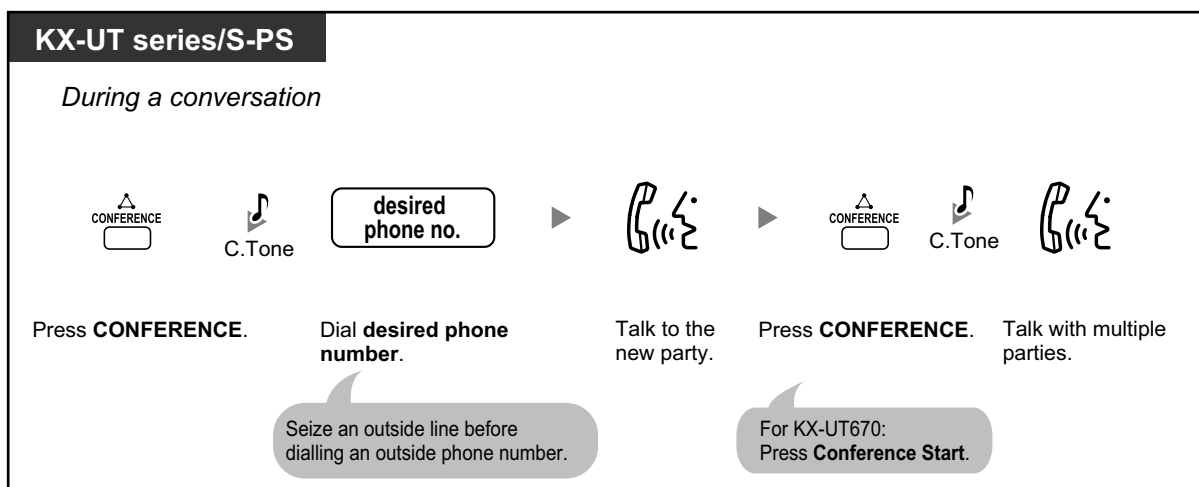 KX-UT series/S-PS
During a conversation
CONFERENCE
C.Tone
desired
phone no.
CONFERENCE
C.Tone
Press CONFERENCE.
Dial desired phone
number.
Talk to the
new party.
Press CONFERENCE.
Talk with multiple
parties.
Seize an outside line before
dialling an outside phone number.
For KX-UT670:
Press Conference Start.